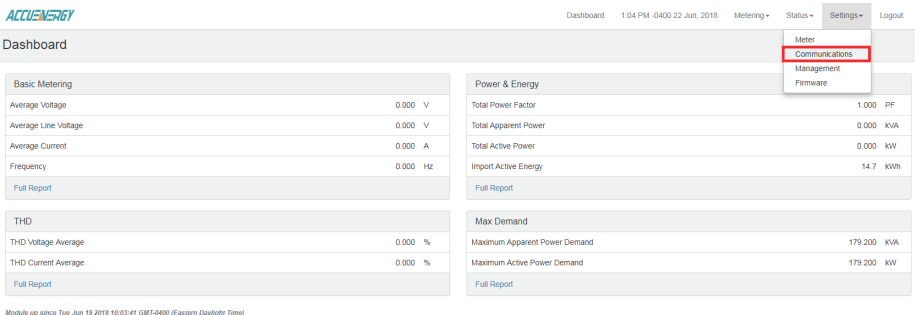 ACCUENERGY
Dashboard 1:04 PM -0400 22 Jun, 2018 Metering Status Settings Logout
Meter
Communications
Management
Firmware
Dashboard
Basic Metering
Average Voltage 0.000 V
Average Line Voltage 0.000 V
Average Current 0.000 A
Frequency 0.000 Hz
Full Report
Power & Energy
Total Power Factor 1.000 PF
Total Apparent Power 0.000 kVA
Total Active Power 0.000 kW
Import Active Energy 14.7 kWh
Full Report
THD
THD Voltage Average 0.000 %
THD Current Average 0.000 %
Full Report
Max Demand
Maximum Apparent Power Demand 179.200 kVA
Maximum Active Power Demand 179.200 kW
Full Report
Module up since Tue Jun 19 2018 10:03:41 GMT-0400 (Eastern Daylight Time)